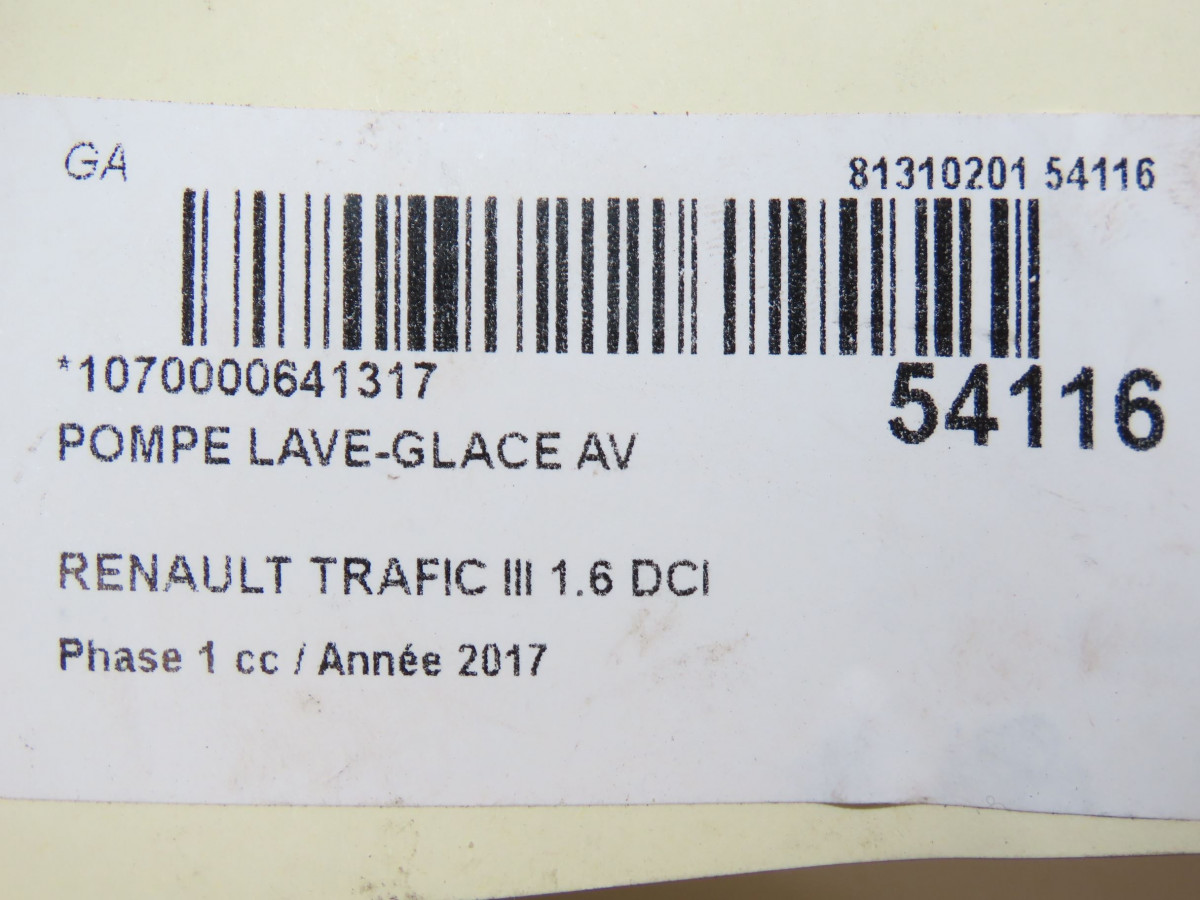 GA
81310201 54116
*1070000641317
54116
POMPE LAVE-GLACE AV
RENAULT TRAFIC III 1.6 DCI
Phase 1 cc / Année 2017